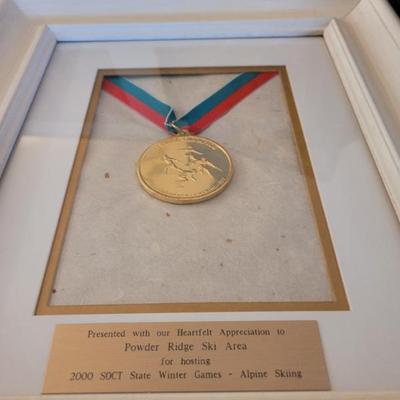 Presented with our Heartfelt Appreciation to
Powder Ridge Ski Area
for hosting
2000 SOCT State Winter Games - Alpine Skiing